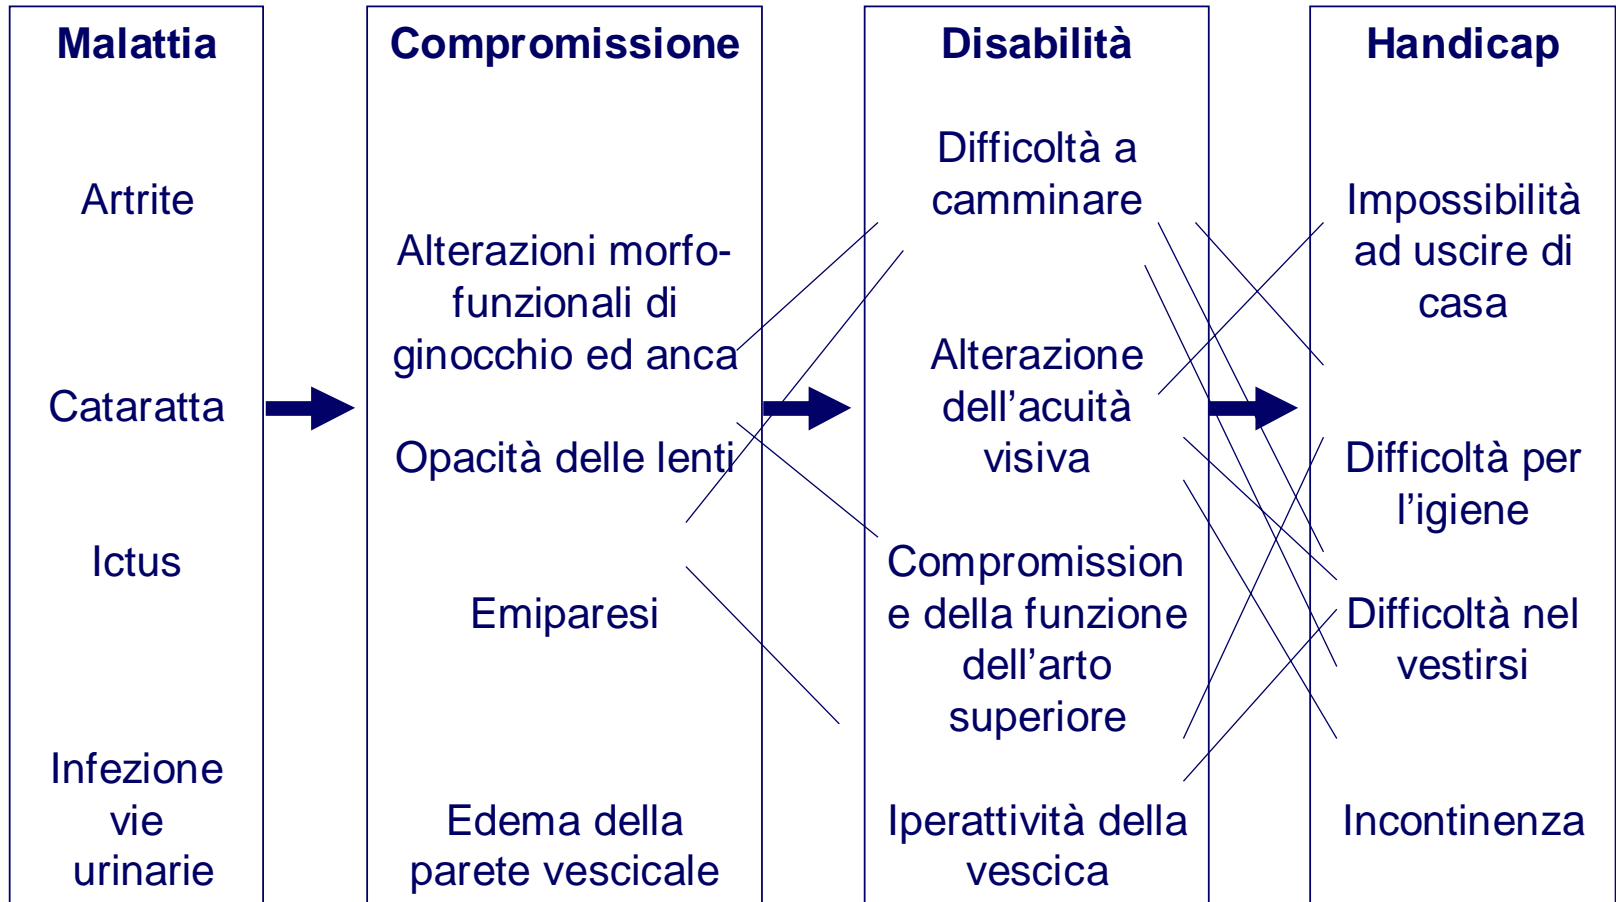 Malattia
Artrite
Cataratta
Ictus
Infezione
vie
urinarie
Compromissione
Alterazioni morfo-
funzionali di
ginocchio ed anca
Opacità delle lenti
Emiparesi
Edema della
parete vescicale
Disabilità
Difficoltà a
camminare
Alterazione
dell’acuità
visiva
Compromission
e della funzione
dell’arto
superiore
Iperattività della
vescica
Handicap
Impossibilità
ad uscire di
casa
Difficoltà per
l’igiene
Difficoltà nel
vestirsi
Incontinenza